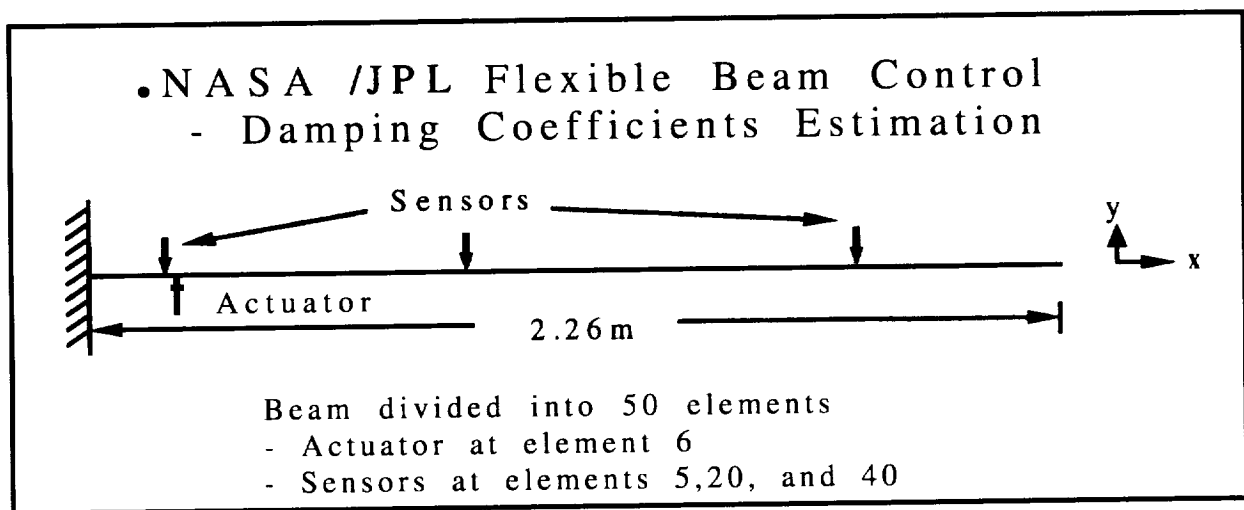 •NASA /JPL Flexible Beam Control
- Damping Coefficients Estimation
Sensors
y
x
Actuator
2.26m
Beam divided into 50 elements
- Actuator at element 6
- Sensors at elements 5,20, and 40